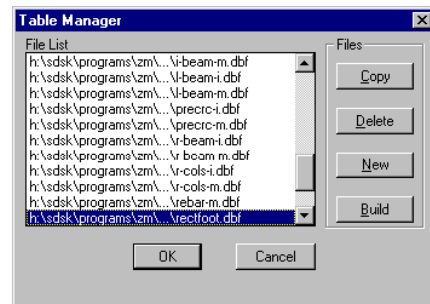 Table Manager
File List
h:\sdsk\programs\zm\...\i-beam-m.dbf
h:\sdsk\programs\zm\...\l-beam-i.dbf
h:\sdsk\programs\zm\...\l-beam-m.dbf
h:\sdsk\programs\zm\...\precrc-i.dbf
h:\sdsk\programs\zm\...\precrc-m.dbf
h:\sdsk\programs\zm\...\r-beam-i.dbf
h:\sdsk\programs\zm\...\r-beam-m.dbf
h:\sdsk\programs\zm\...\r-cols-i.dbf
h:\sdsk\programs\zm\...\r-cols-m.dbf
h:\sdsk\programs\zm\...\rebar-m.dbf
h:\sdsk\programs\zm\...\rectfoot.dbf
Files
Copy
Delete
New
Build
OK
Cancel